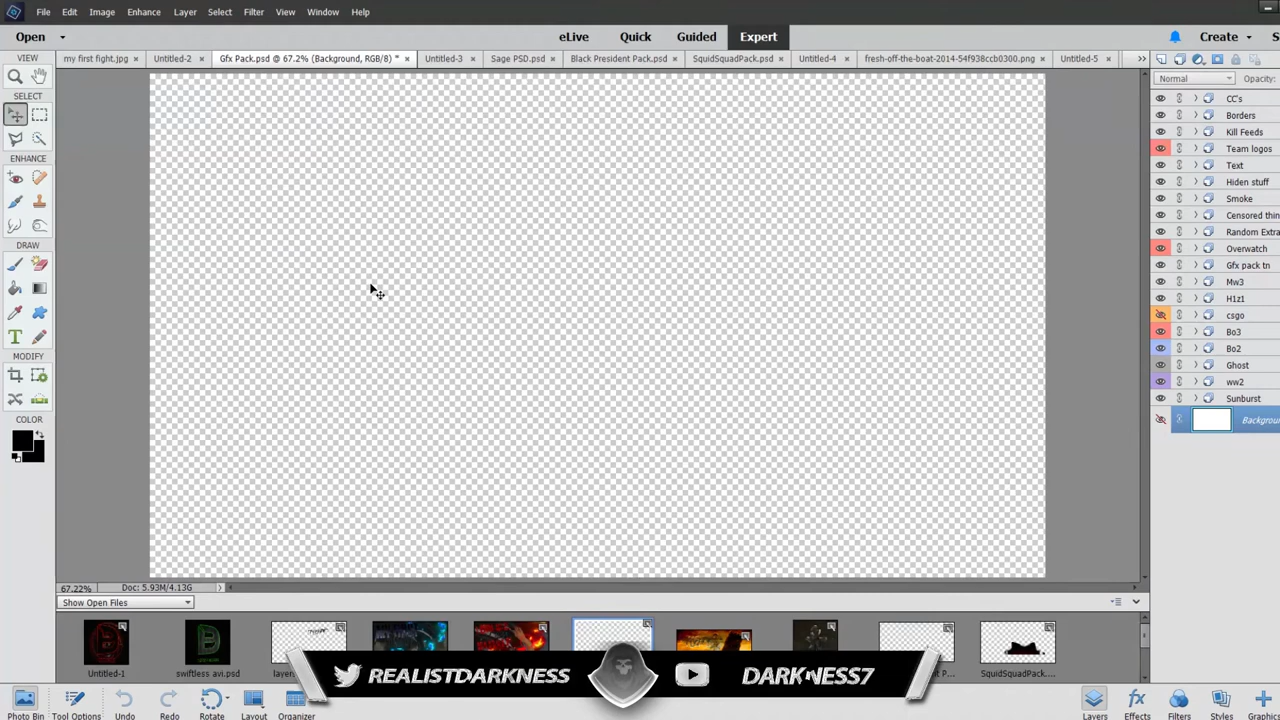 File Edit Image Enhance Layer Select Filter View Window Help
Open eLive Quick Guided Expert Create
VIEW my first fight.jpg × Untitled-2 × Gfx Pack.psd @ 67.2% (Background, RGB/8) * × Untitled-3 × Sage PSD.psd × Black President Pack.psd × SquidSquadPack.psd × Untitled-4 × fresh-off-the-boat-2014-54f938ccb0300.png × Untitled-5 × »
Normal Opacity:
SELECT
CC's
Borders
Kill Feeds
ENHANCE
Team logos
Text
Hiden stuff
Smoke
Censored thin
Random Extra
DRAW
Overwatch
Gfx pack tn
Mw3
H1z1
csgo
Bo3
MODIFY
Bo2
Ghost
ww2
Sunburst
COLOR
Backgroun
67.22% Doc: 5.93M/4.13G
Show Open Files
REALISTDARKNESS DARKNESS7
Untitled-1 swiftless avi.psd SquidSquadPack....
Photo Bin Tool Options Undo Redo Rotate Layout Organizer Layers Effects Filters Styles Graphics